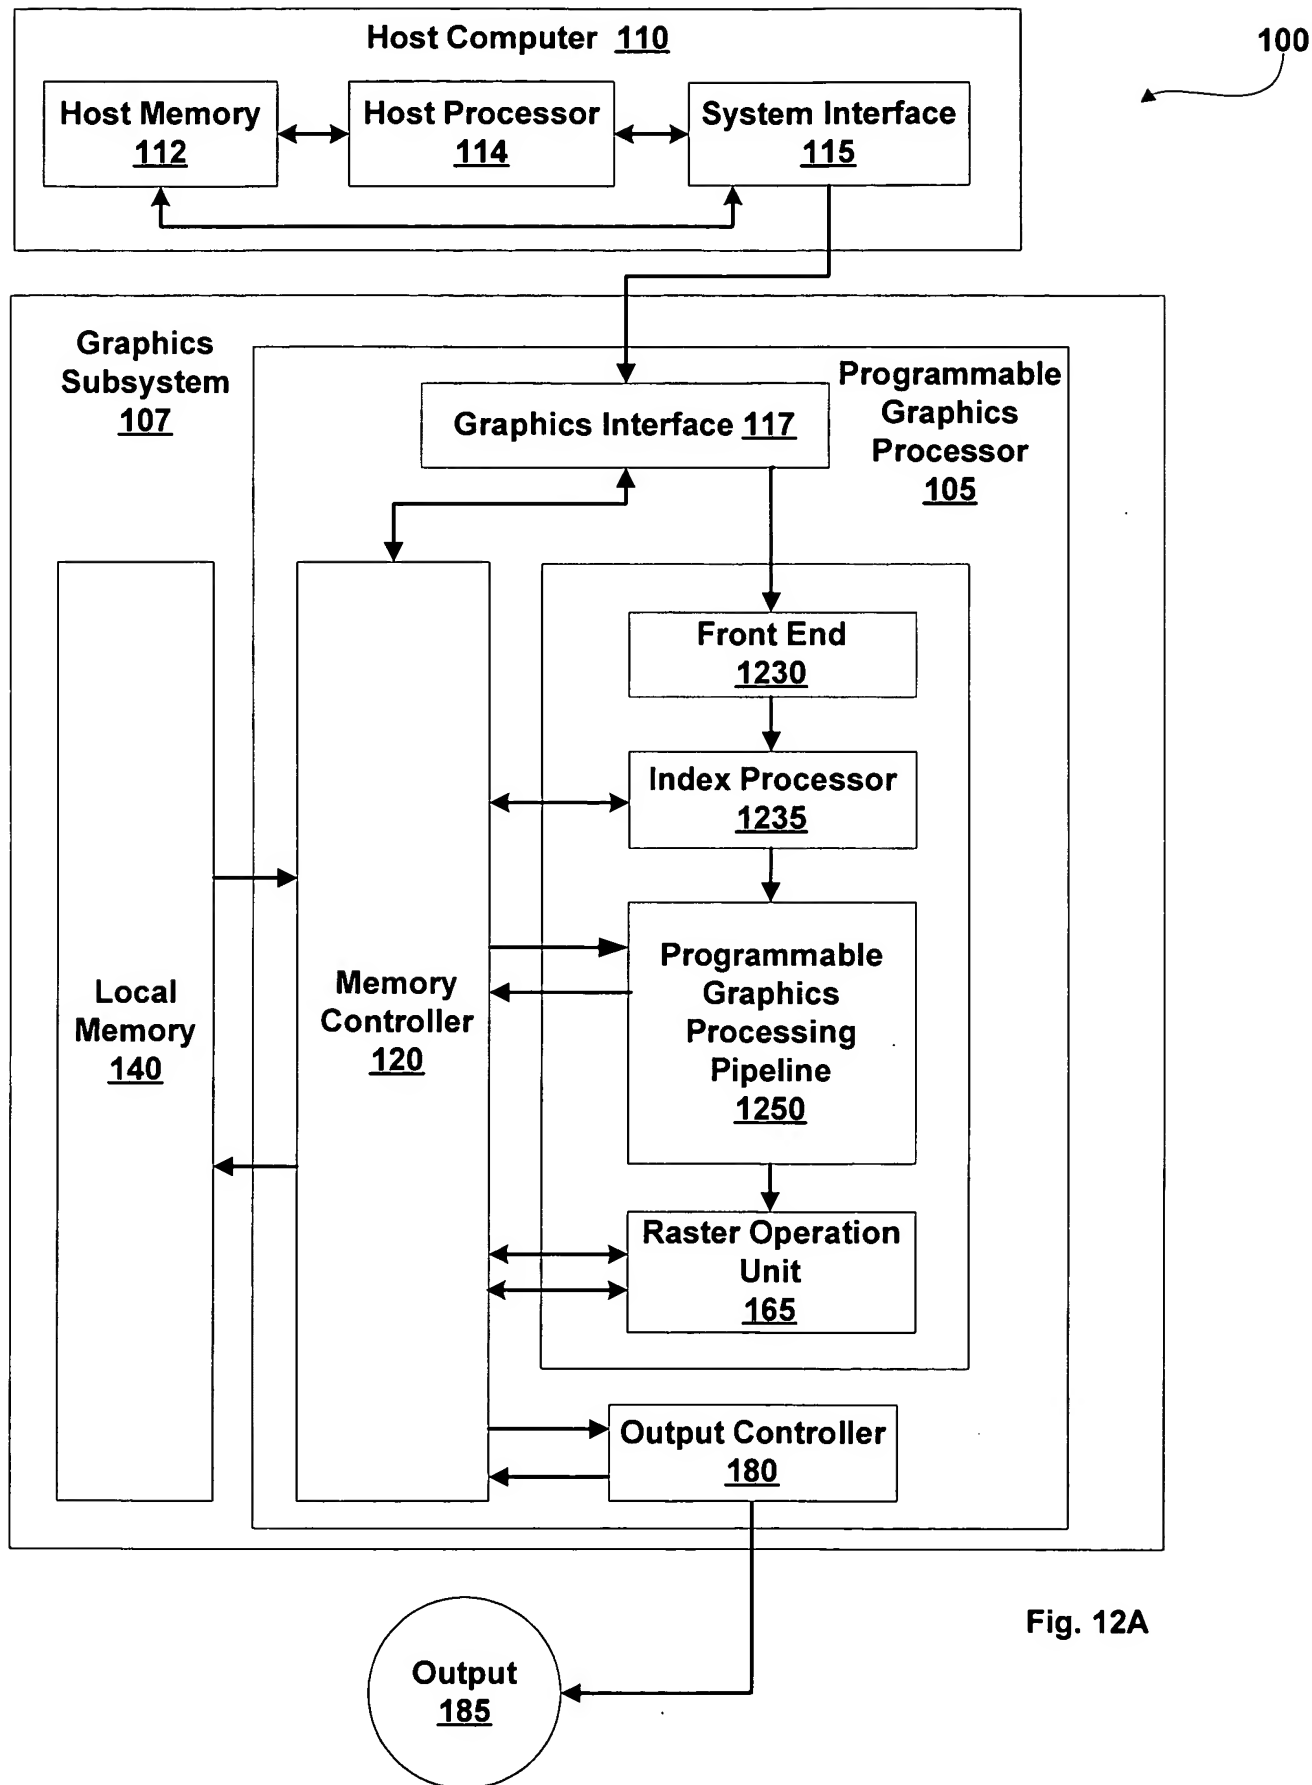 Host Computer 110
100
Host Memory
112
Host Processor
114
System Interface
115
Graphics
Subsystem
107
Programmable
Graphics
Processor
105
Graphics Interface 117
Front End
1230
Index Processor
1235
Local
Memory
140
Memory
Controller
120
Programmable
Graphics
Processing
Pipeline
1250
Raster Operation
Unit
165
Output Controller
180
Output
185
Fig. 12A